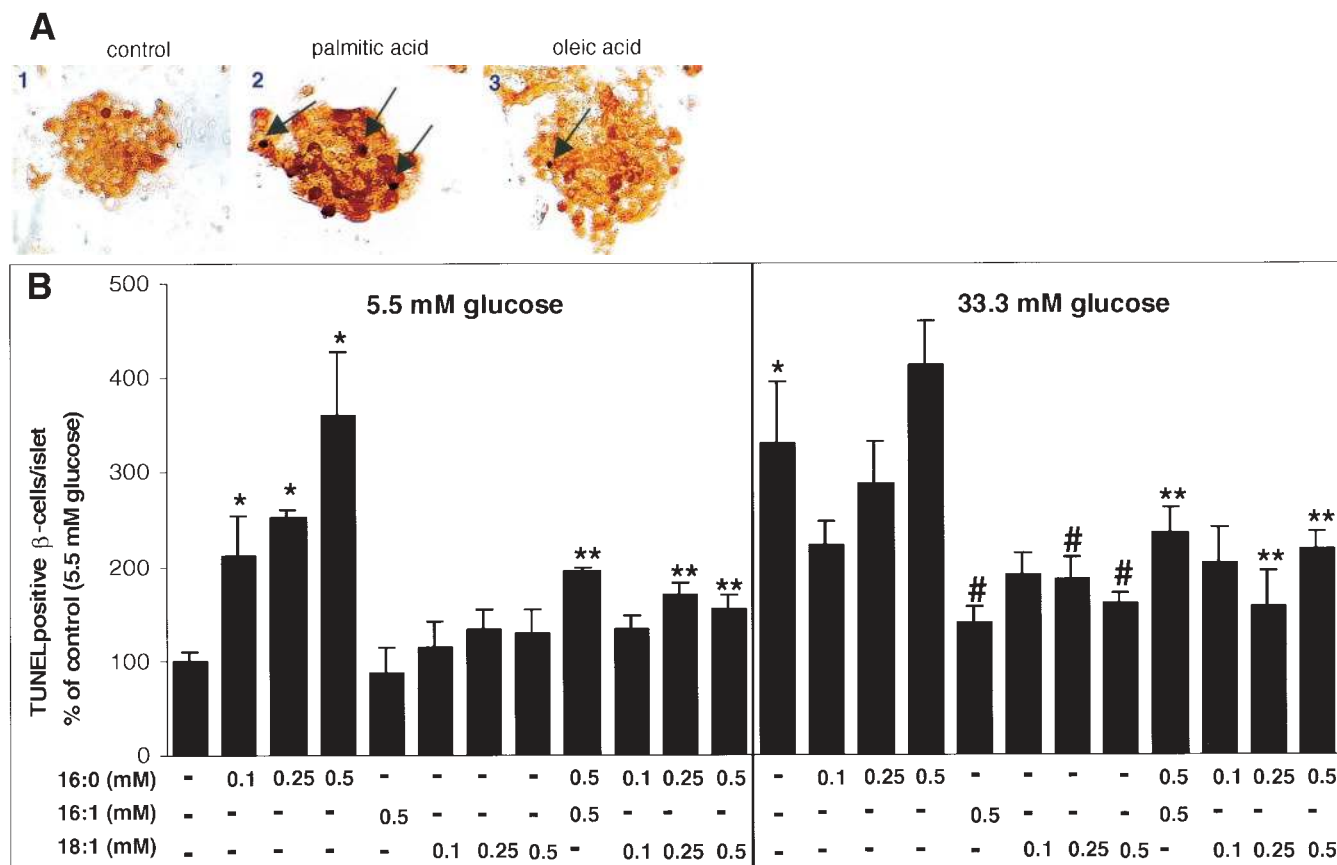 A
control palmitic acid oleic acid
1 2 3
B
5.5 mM glucose 33.3 mM glucose
TUNELpositive β-cells/islet
% of control (5.5 mM glucose)
500
400
300
200
100
0
* * * * ** ** ** * # # # ** ** **
16:0 (mM) - 0.1 0.25 0.5 - - - - 0.5 0.1 0.25 0.5 - 0.1 0.25 0.5 - - - - 0.5 0.1 0.25 0.5
16:1 (mM) - - - - 0.5 - - - 0.5 - - - - - - - 0.5 - - - 0.5 - - -
18:1 (mM) - - - - - 0.1 0.25 0.5 - 0.1 0.25 0.5 - - - - - 0.1 0.25 0.5 - 0.1 0.25 0.5